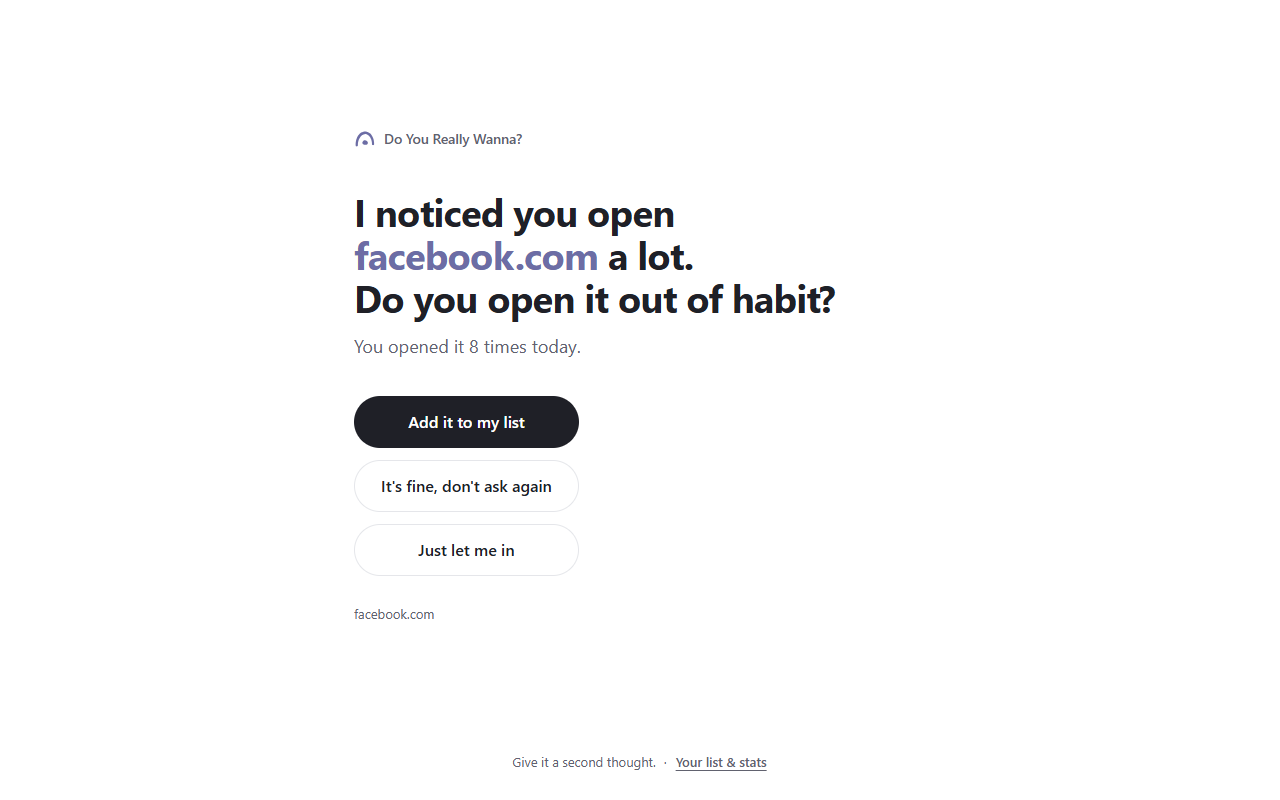 Do You Really Wanna?
I noticed you open
facebook.com a lot.
Do you open it out of habit?
You opened it 8 times today.
Add it to my list
It's fine, don't ask again
Just let me in
facebook.com
Give it a second thought. · Your list & stats